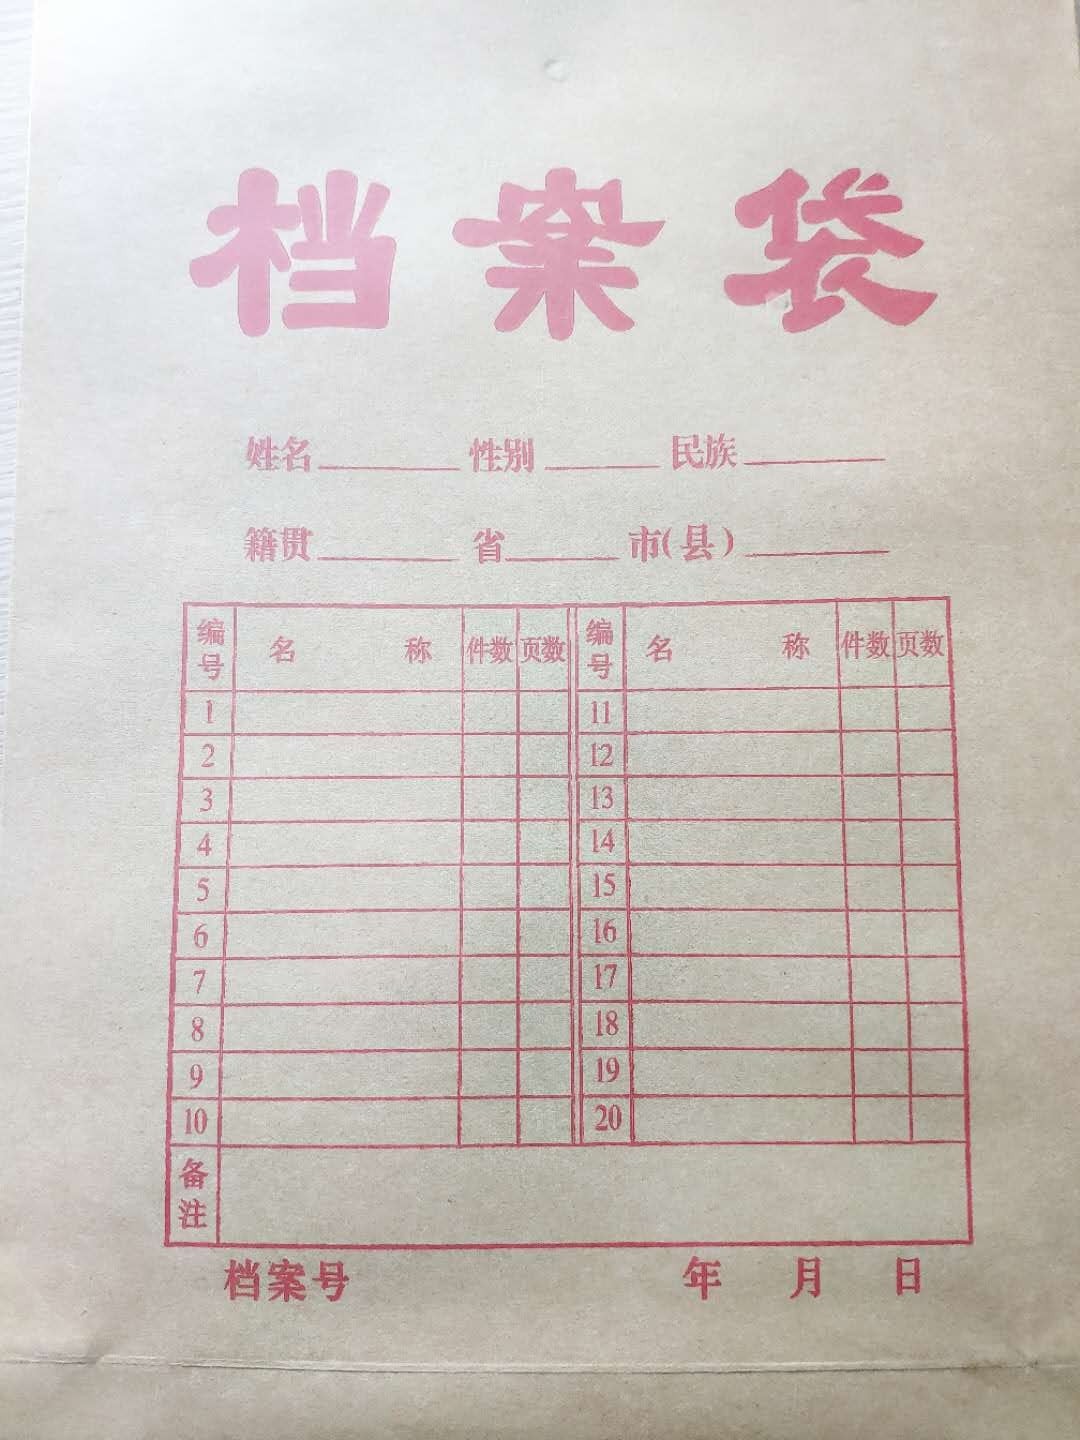 档案袋
姓名 性别 民族
籍贯 省 市(县)
编号 名称 件数 页数 编号 名称 件数 页数
1 11
2 12
3 13
4 14
5 15
6 16
7 17
8 18
9 19
10 20
备注
档案号 年 月 日